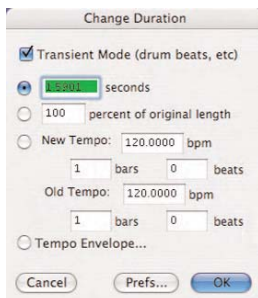 Change Duration
Transient Mode (drum beats, etc)
1.5901 seconds
100 percent of original length
New Tempo: 120.0000 bpm
1 bars 0 beats
Old Tempo: 120.0000 bpm
1 bars 0 beats
Tempo Envelope...
Cancel Prefs... OK